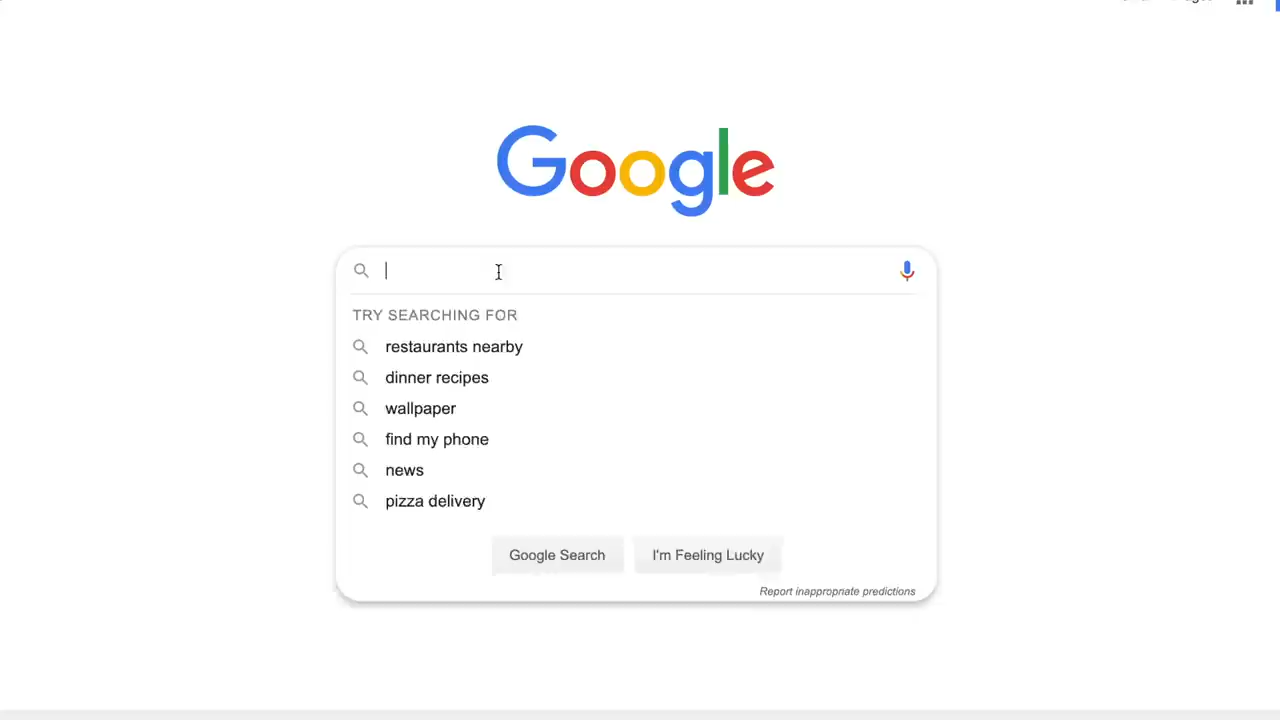 Google
TRY SEARCHING FOR
restaurants nearby
dinner recipes
wallpaper
find my phone
news
pizza delivery
Google Search I'm Feeling Lucky
Report inappropriate predictions